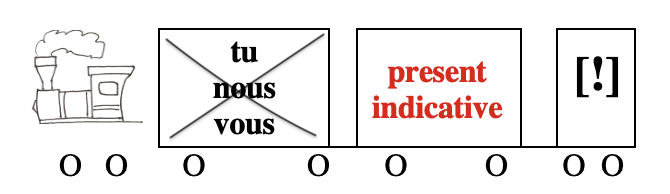 tu
nous
vous
present
indicative
[!]
O O O O O O O O